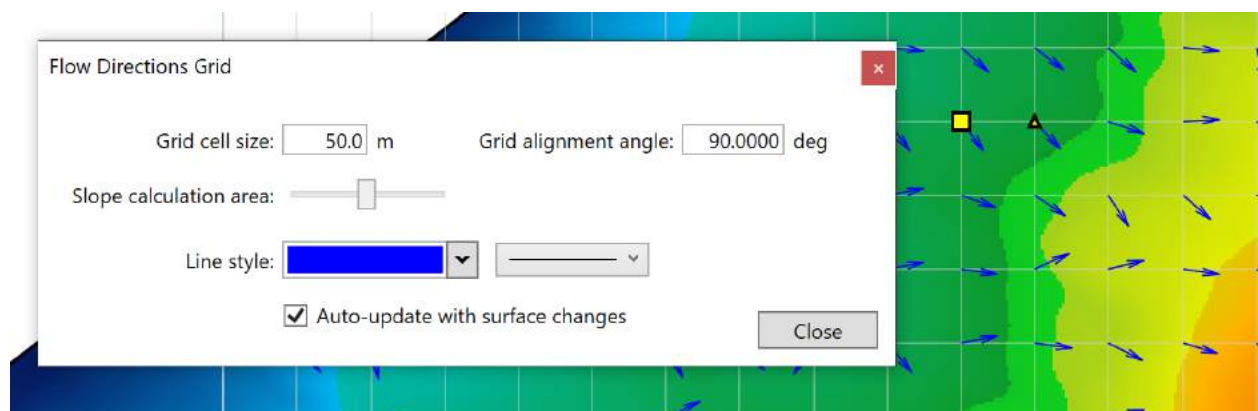 Flow Directions Grid
Grid cell size: 50.0 m Grid alignment angle: 90.0000 deg
Slope calculation area:
Line style:
Auto-update with surface changes
Close